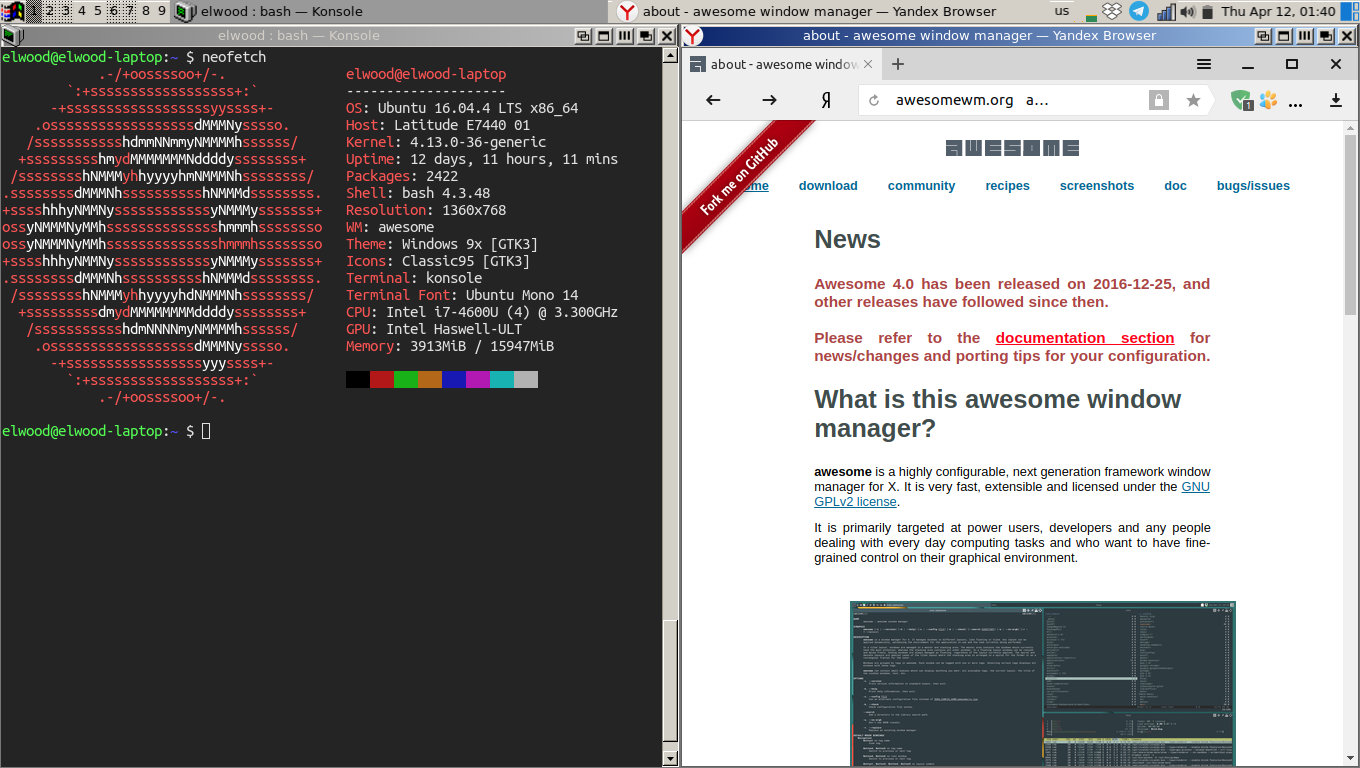 1 2 3 4 5 6 7 8 9 elwood : bash — Konsole about - awesome window manager — Yandex Browser us Thu Apr 12, 01:40
elwood : bash — Konsole
elwood@elwood-laptop:~ $ neofetch
.-/+oossssoo+/-. elwood@elwood-laptop
`:+ssssssssssssssssss+:` --------------------
-+ssssssssssssssssssyyssss+- OS: Ubuntu 16.04.4 LTS x86_64
.ossssssssssssssssssdMMMNysssso. Host: Latitude E7440 01
/ssssssssssshdmmNNmmyNMMMMhssssss/ Kernel: 4.13.0-36-generic
+ssssssssshmydMMMMMMMNddddyssssssss+ Uptime: 12 days, 11 hours, 11 mins
/sssssssshNMMMyhhyyyyhmNMMMNhssssssss/ Packages: 2422
.ssssssssdMMMNhsssssssssshNMMMdssssssss. Shell: bash 4.3.48
+sssshhhyNMMNyssssssssssssyNMMMysssssss+ Resolution: 1360x768
ossyNMMMNyMMhsssssssssssssshmmmhssssssso WM: awesome
ossyNMMMNyMMhsssssssssssssshmmmhssssssso Theme: Windows 9x [GTK3]
+sssshhhyNMMNyssssssssssssyNMMMysssssss+ Icons: Classic95 [GTK3]
.ssssssssdMMMNhsssssssssshNMMMdssssssss. Terminal: konsole
/sssssssshNMMMyhhyyyyhdNMMMNhssssssss/ Terminal Font: Ubuntu Mono 14
+sssssssssdmydMMMMMMMMddddyssssssss+ CPU: Intel i7-4600U (4) @ 3.300GHz
/ssssssssssshdmNNNNmyNMMMMhssssss/ GPU: Intel Haswell-ULT
.ossssssssssssssssssdMMMNysssso. Memory: 3913MiB / 15947MiB
-+sssssssssssssssssyyyssss+-
`:+ssssssssssssssssss+:`
.-/+oossssoo+/-.
elwood@elwood-laptop:~ $
about - awesome window manager — Yandex Browser
about - awesome window
Я awesomewm.org a… 1
Fork me on GitHub
AWESOME
download community recipes screenshots doc bugs/issues
News
Awesome 4.0 has been released on 2016-12-25, and
other releases have followed since then.
Please refer to the documentation section for
news/changes and porting tips for your configuration.
What is this awesome window
manager?
awesome is a highly configurable, next generation framework window
manager for X. It is very fast, extensible and licensed under the GNU
GPLv2 license.
It is primarily targeted at power users, developers and any people
dealing with every day computing tasks and who want to have fine-
grained control on their graphical environment.